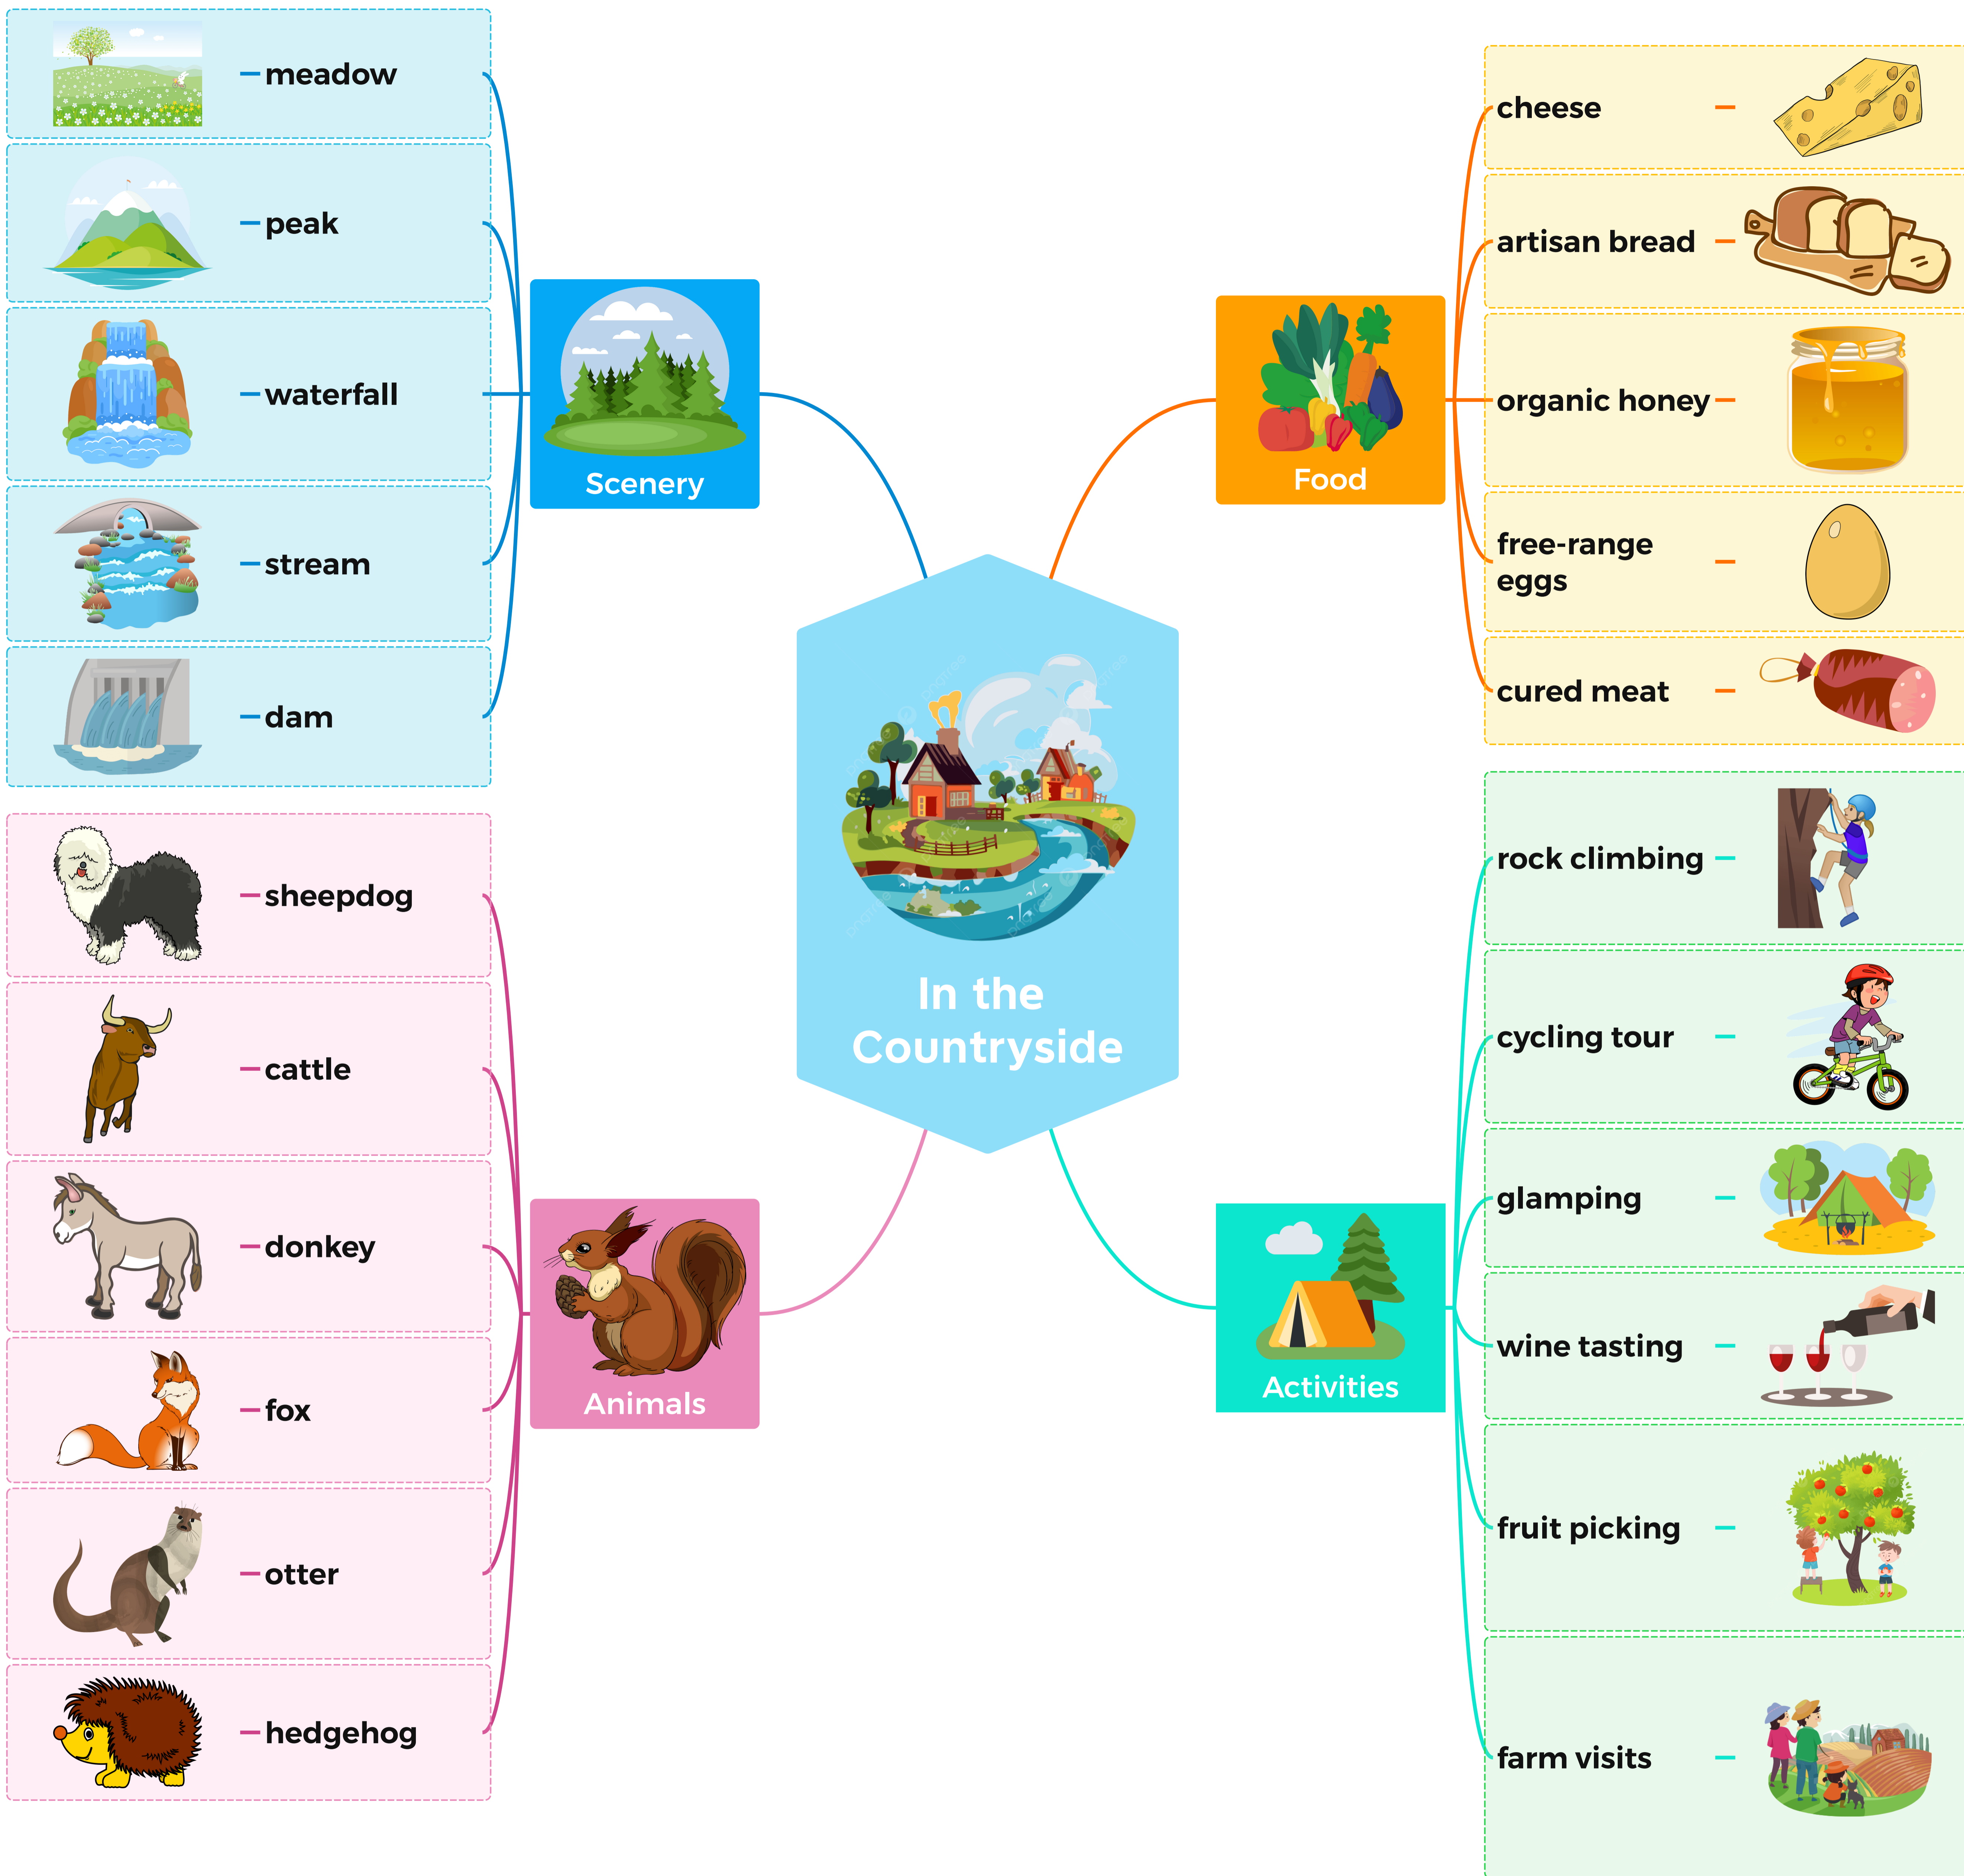 In the
Countryside
Scenery
meadow
peak
waterfall
stream
dam
Food
cheese
artisan bread
organic honey
free-range
eggs
cured meat
Animals
sheepdog
cattle
donkey
fox
otter
hedgehog
Activities
rock climbing
cycling tour
glamping
wine tasting
fruit picking
farm visits